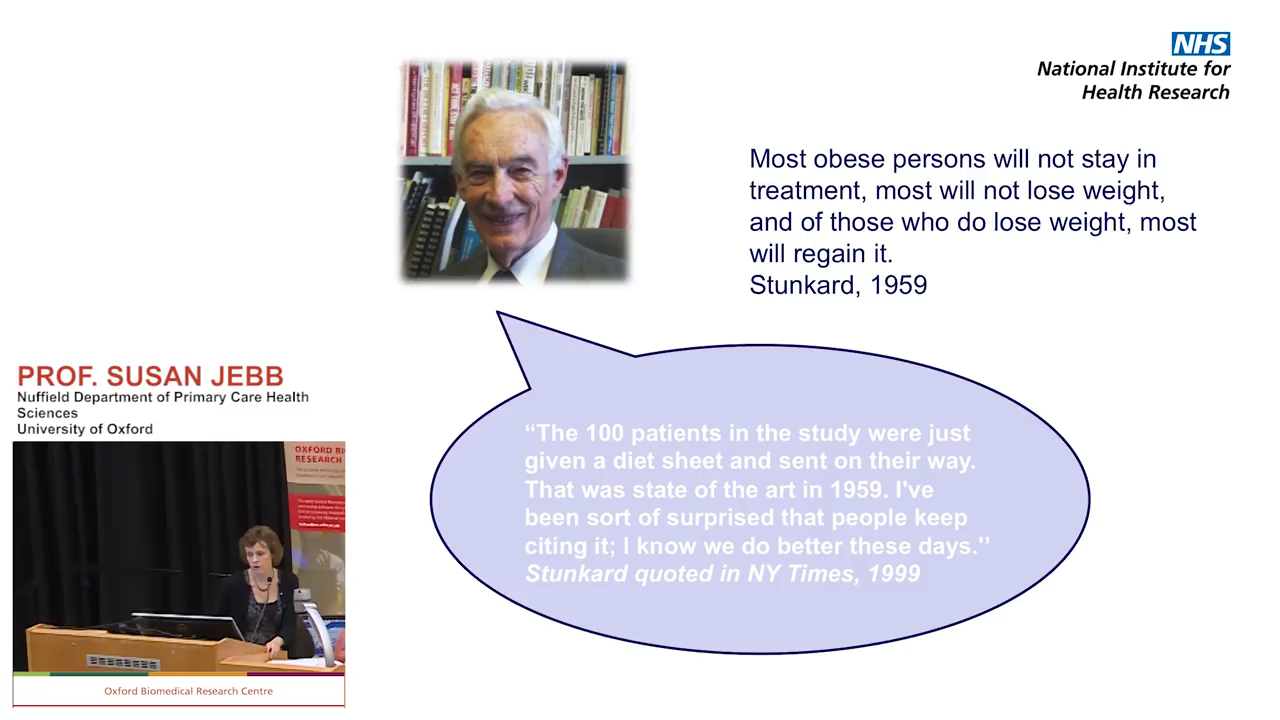 NHS
National Institute for
Health Research
Most obese persons will not stay in
treatment, most will not lose weight,
and of those who do lose weight, most
will regain it.
Stunkard, 1959
“The 100 patients in the study were just
given a diet sheet and sent on their way.
That was state of the art in 1959. I've
been sort of surprised that people keep
citing it; I know we do better these days.''
Stunkard quoted in NY Times, 1999
PROF. SUSAN JEBB
Nuffield Department of Primary Care Health
Sciences
University of Oxford
OXFORD BI
RESEARCH
Oxford Biomedical Research Centre